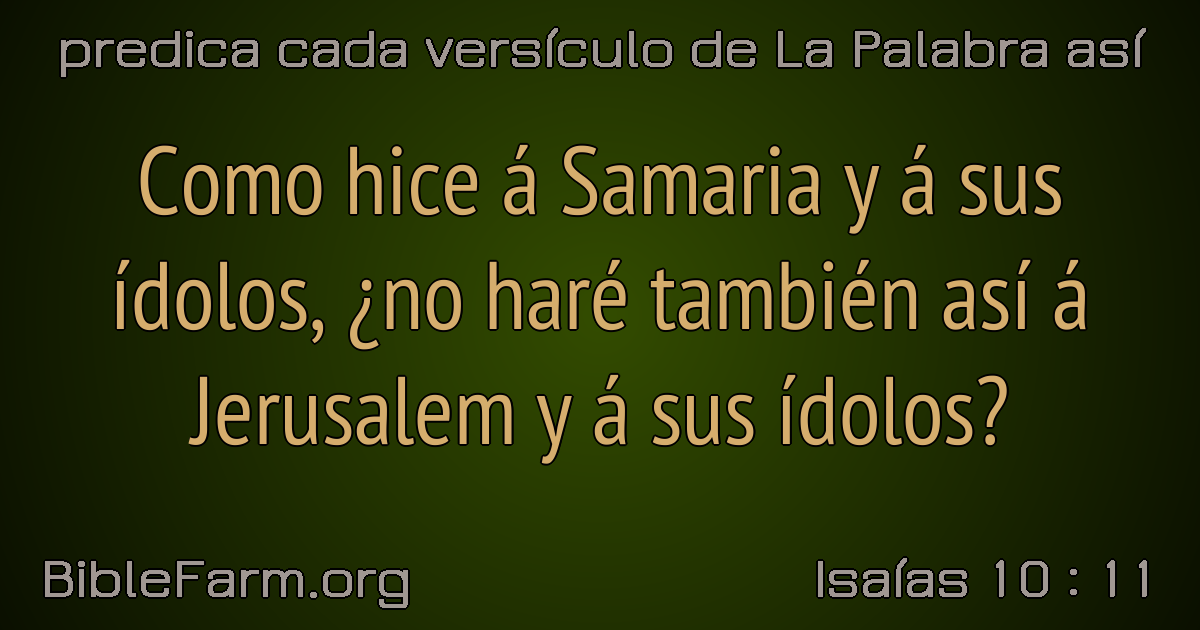 predica cada versículo de La Palabra así
Como hice á Samaria y á sus
ídolos, ¿no haré también así á
Jerusalem y á sus ídolos?
BibleFarm.org
Isaías 10 : 11